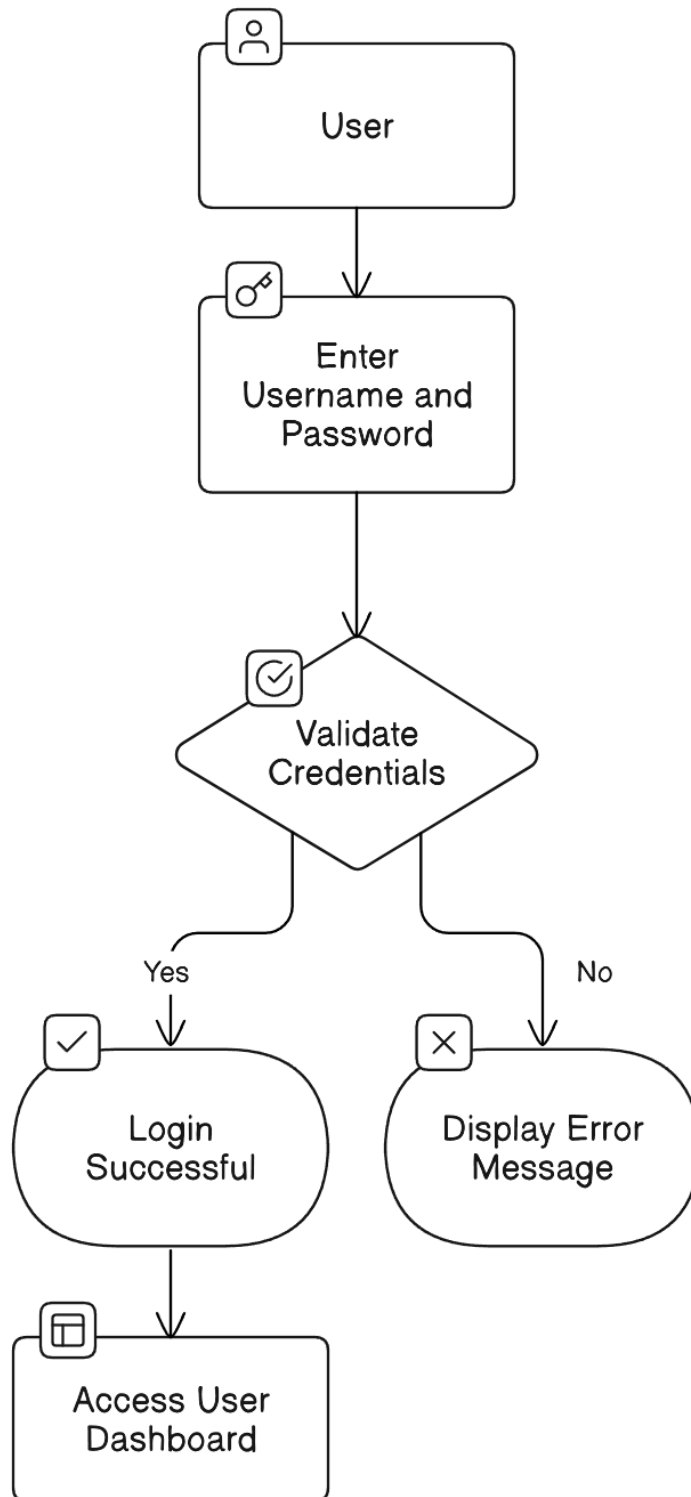 User
Enter
Username and
Password
Validate
Credentials
Yes
No
Login
Successful
Display Error
Message
Access User
Dashboard